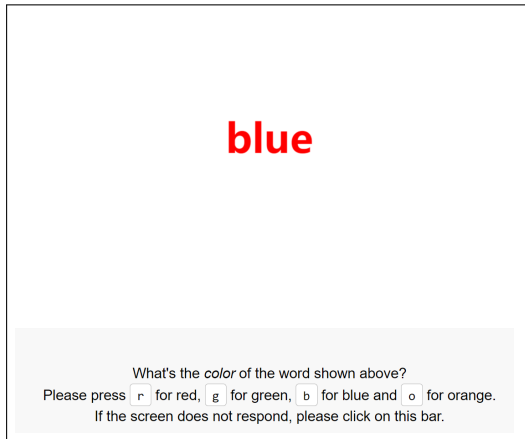 blue
What's the color of the word shown above?
Please press r for red, g for green, b for blue and o for orange.
If the screen does not respond, please click on this bar.